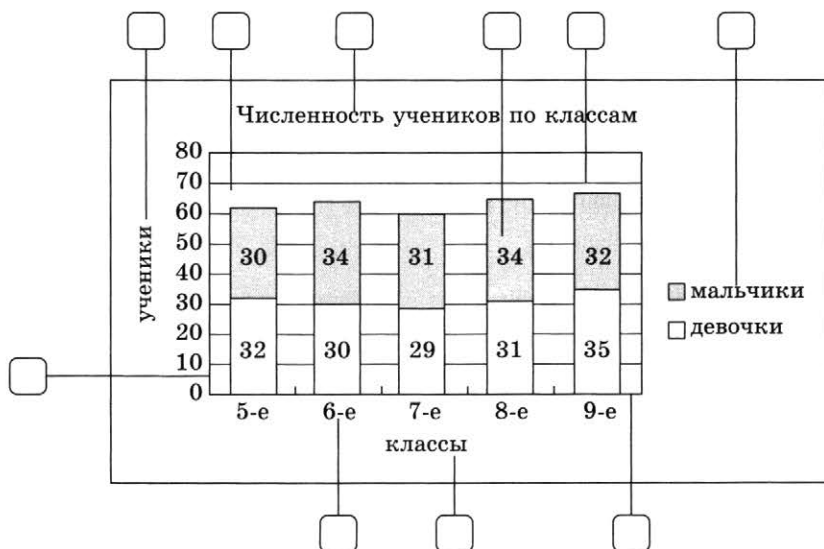 Численность учеников по классам
80
70
60
50
40
30
20
10
0
ученики
30 34 31 34 32
32 30 29 31 35
5-е 6-е 7-е 8-е 9-е
классы
мальчики
девочки